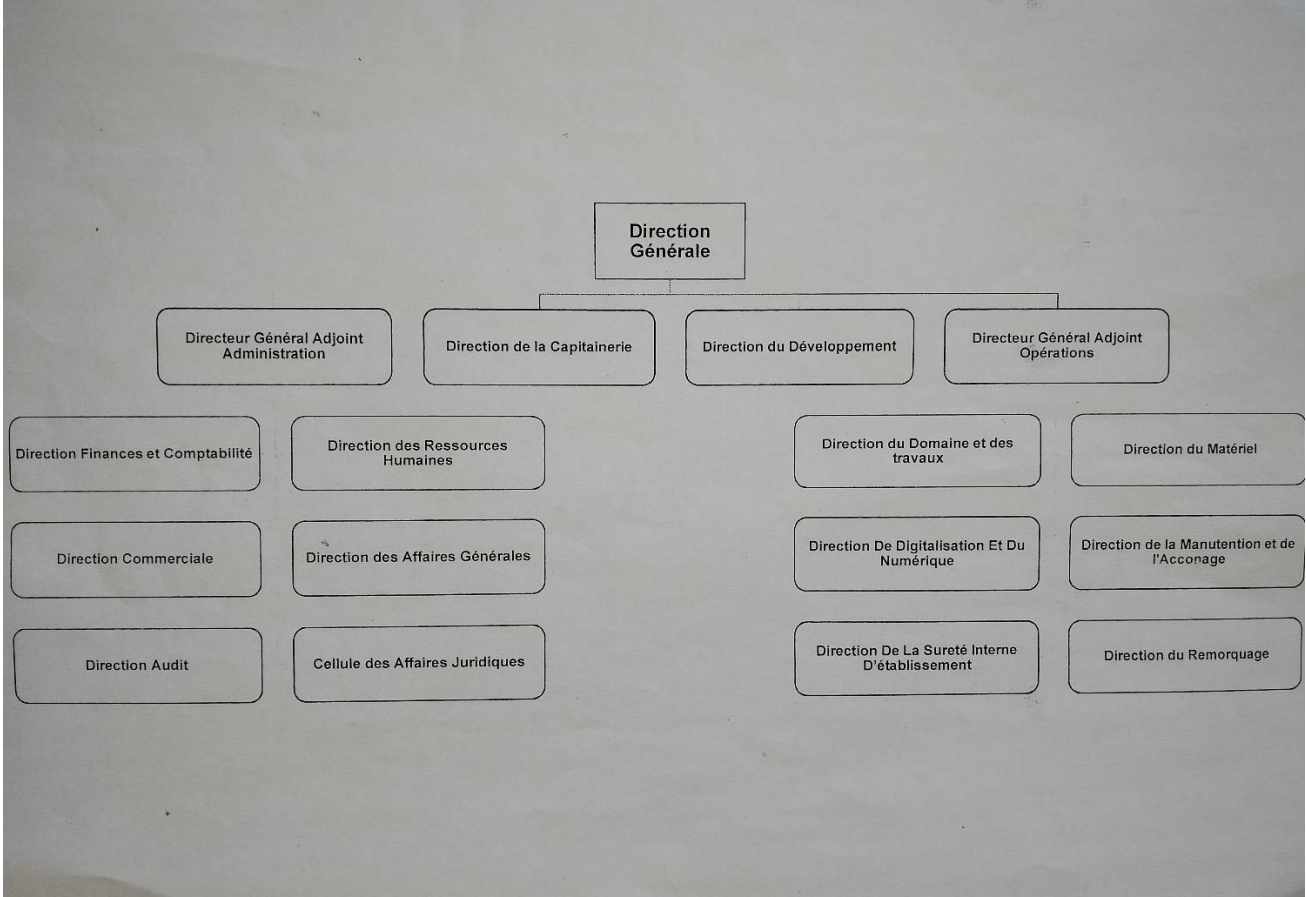 Direction
Générale
Directeur Général Adjoint
Administration
Direction de la Capitainerie
Direction du Développement
Directeur Général Adjoint
Opérations
Direction Finances et Comptabilité
Direction des Ressources
Humaines
Direction du Domaine et des
travaux
Direction du Matériel
Direction Commerciale
Direction des Affaires Générales
Direction De Digitalisation Et Du
Numérique
Direction de la Manutention et de
l'Acconage
Direction Audit
Cellule des Affaires Juridiques
Direction De La Sureté Interne
D'établissement
Direction du Remorquage